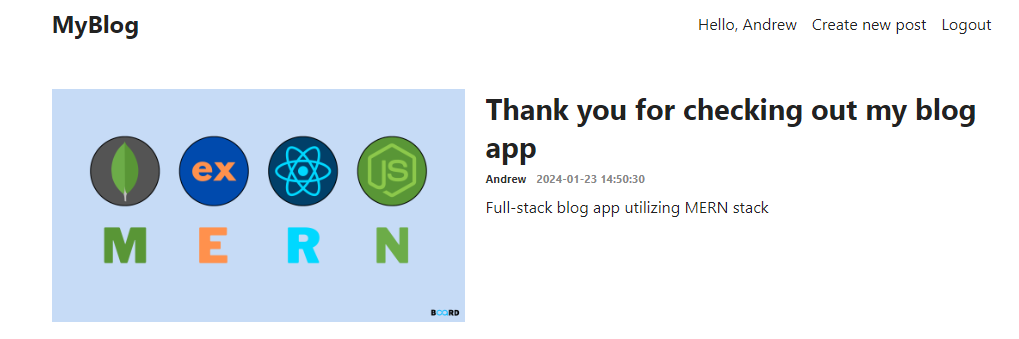 MyBlog
Hello, Andrew Create new post Logout
ex JS
M E R N
BOORD
Thank you for checking out my blog
app
Andrew 2024-01-23 14:50:30
Full-stack blog app utilizing MERN stack